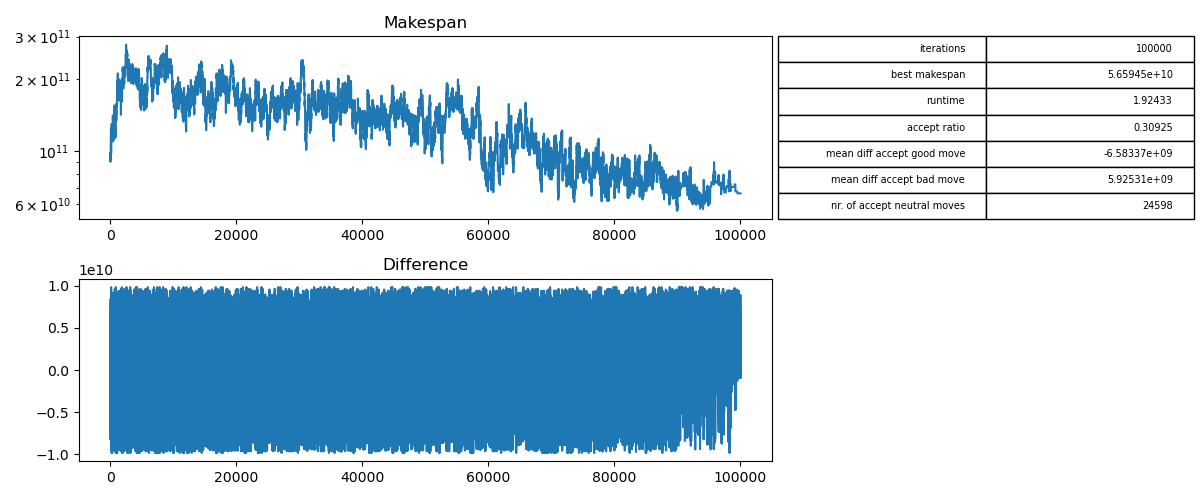 Makespan
3 × 10^11
2 × 10^11
10^11
6 × 10^10
0 20000 40000 60000 80000 100000
iterations 100000
best makespan 5.65945e+10
runtime 1.92433
accept ratio 0.30925
mean diff accept good move -6.58337e+09
mean diff accept bad move 5.92531e+09
nr. of accept neutral moves 24598
Difference
1e10
1.0
0.5
0.0
−0.5
−1.0
0 20000 40000 60000 80000 100000